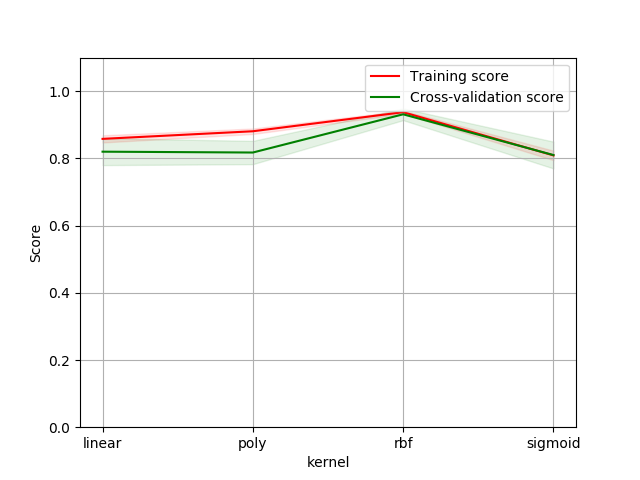 Training score
Cross-validation score
1.0
0.8
0.6
0.4
0.2
0.0
Score
linear poly rbf sigmoid
kernel